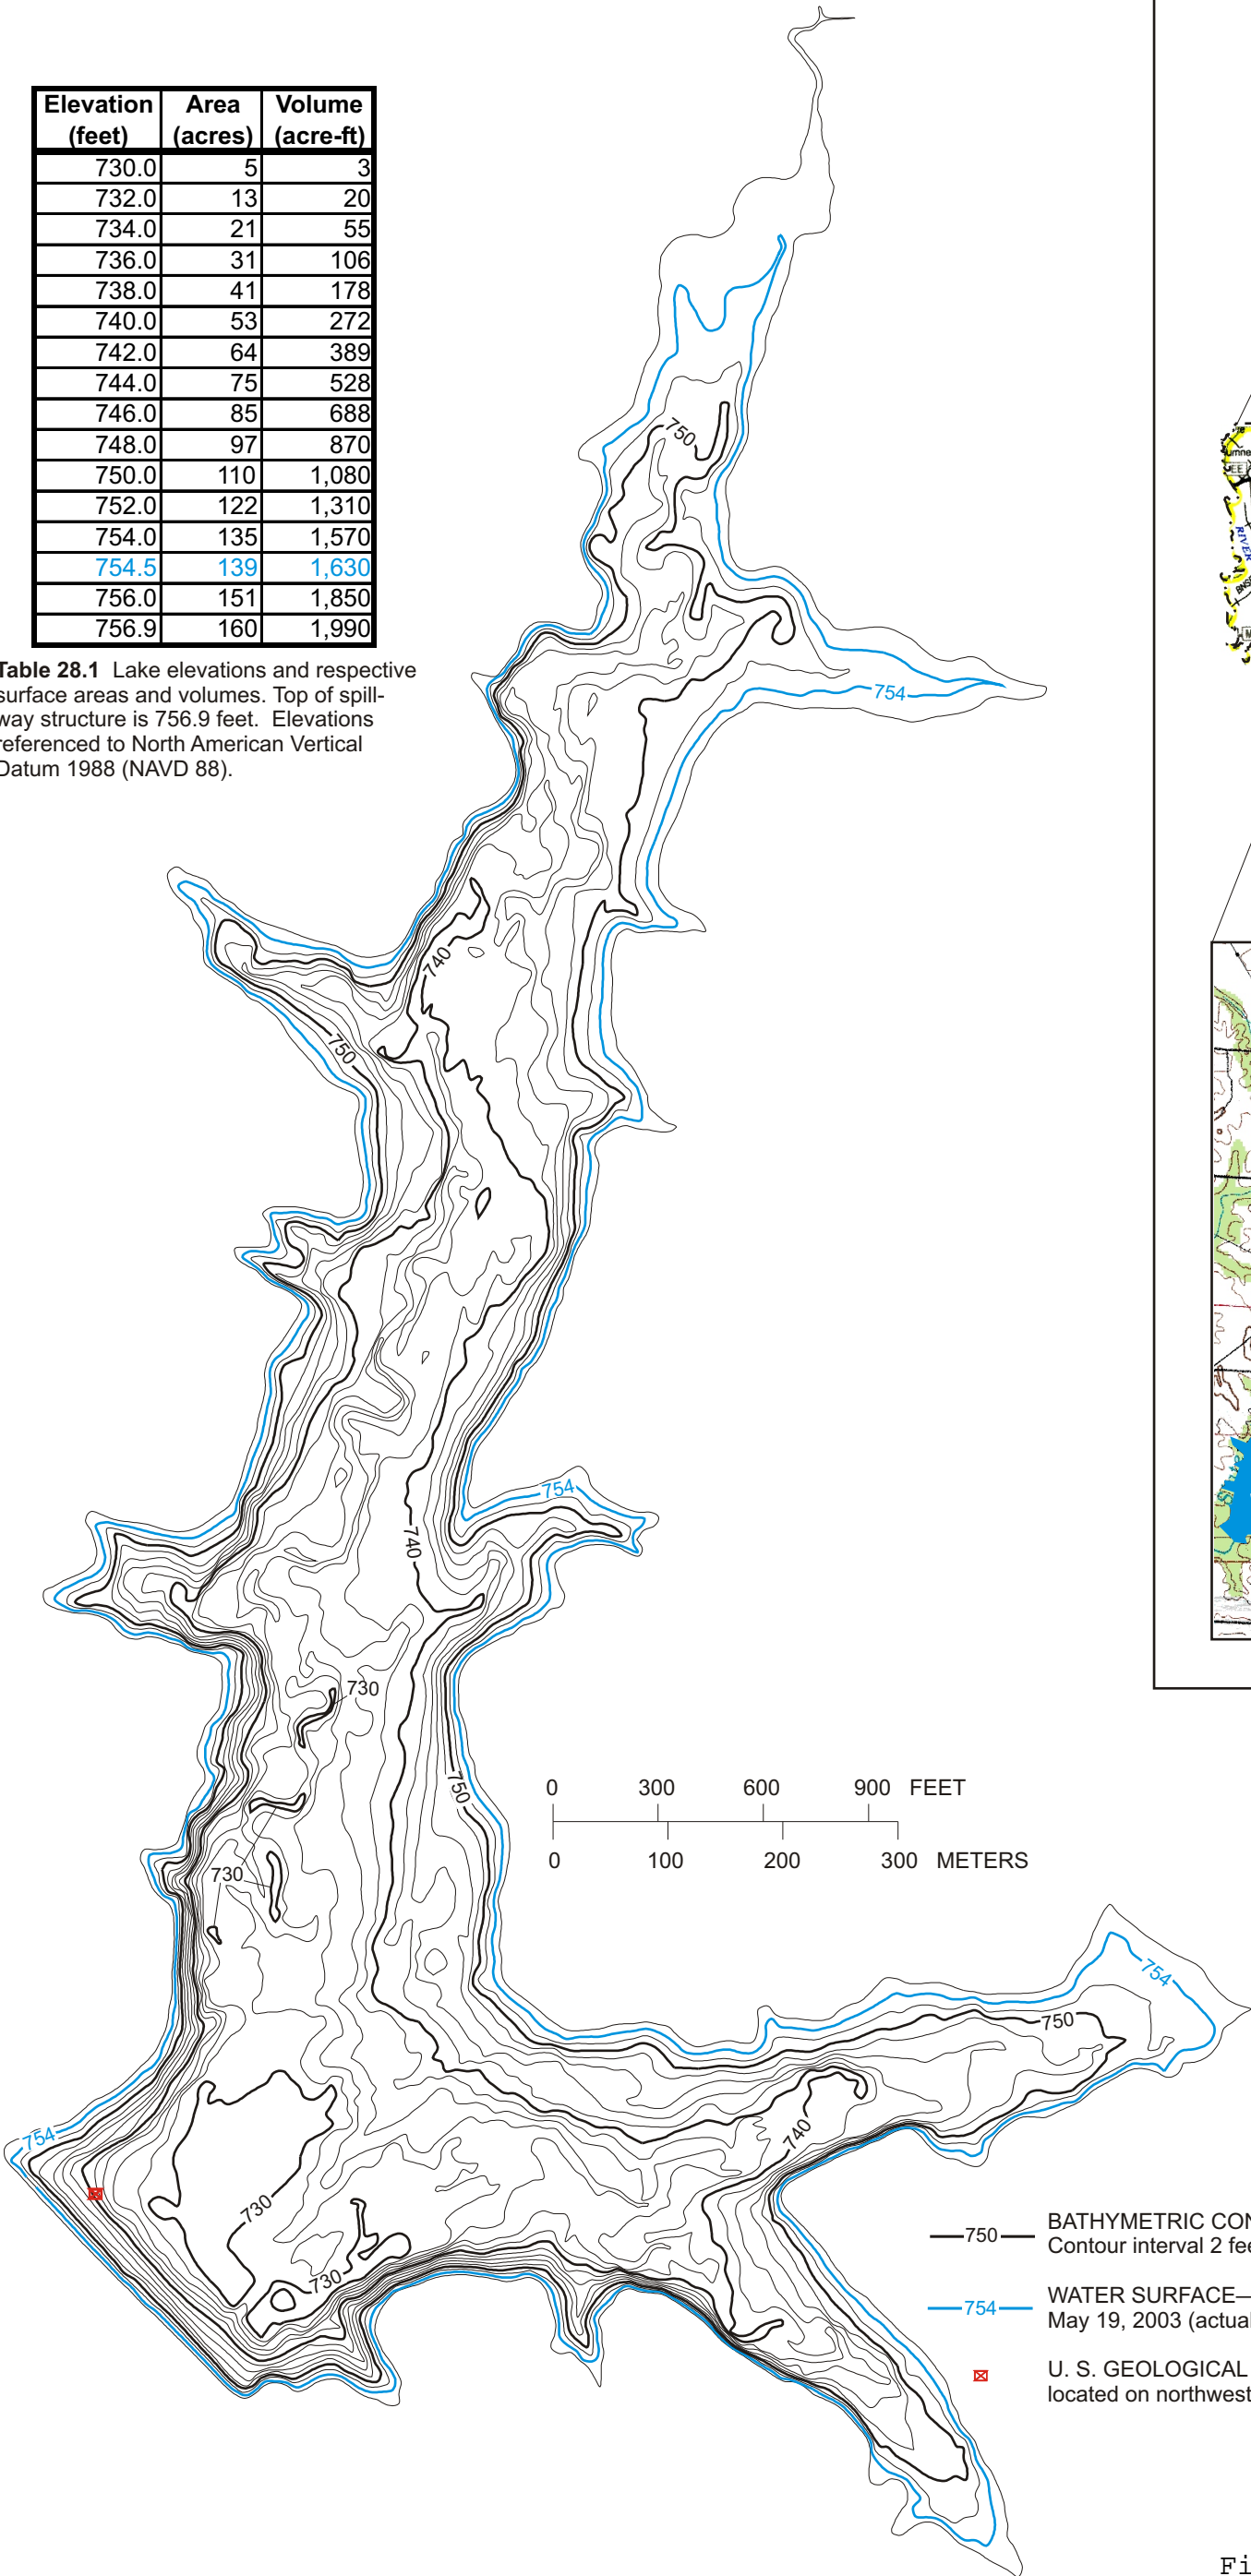 Elevation Area Volume
(feet) (acres) (acre-ft)
730.0 5 3
732.0 13 20
734.0 21 55
736.0 31 106
738.0 41 178
740.0 53 272
742.0 64 389
744.0 75 528
746.0 85 688
748.0 97 870
750.0 110 1,080
752.0 122 1,310
754.0 135 1,570
754.5 139 1,630
756.0 151 1,850
756.9 160 1,990
Table 28.1 Lake elevations and respective
surface areas and volumes. Top of spill-
way structure is 756.9 feet. Elevations
referenced to North American Vertical
Datum 1988 (NAVD 88).
750
754
740
750
754
740
730
750
730
0 300 600 900 FEET
0 100 200 300 METERS
754
750
740
754
730
730
EE
RIVER
BNSF
M
750 BATHYMETRIC CON
Contour interval 2 fee
754 WATER SURFACE—
May 19, 2003 (actual
U. S. GEOLOGICAL
located on northwest
Fi